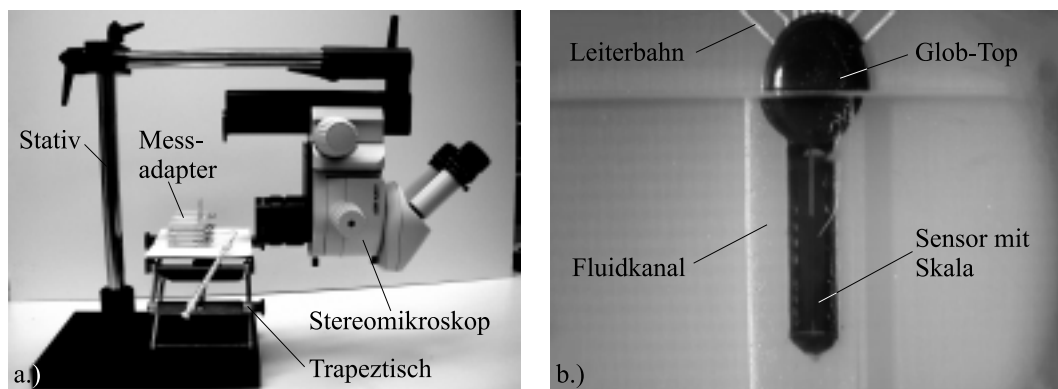 Stativ
Mess-
adapter
Stereomikroskop
Trapeztisch
a.)
Leiterbahn
Glob-Top
Fluidkanal
Sensor mit
Skala
b.)